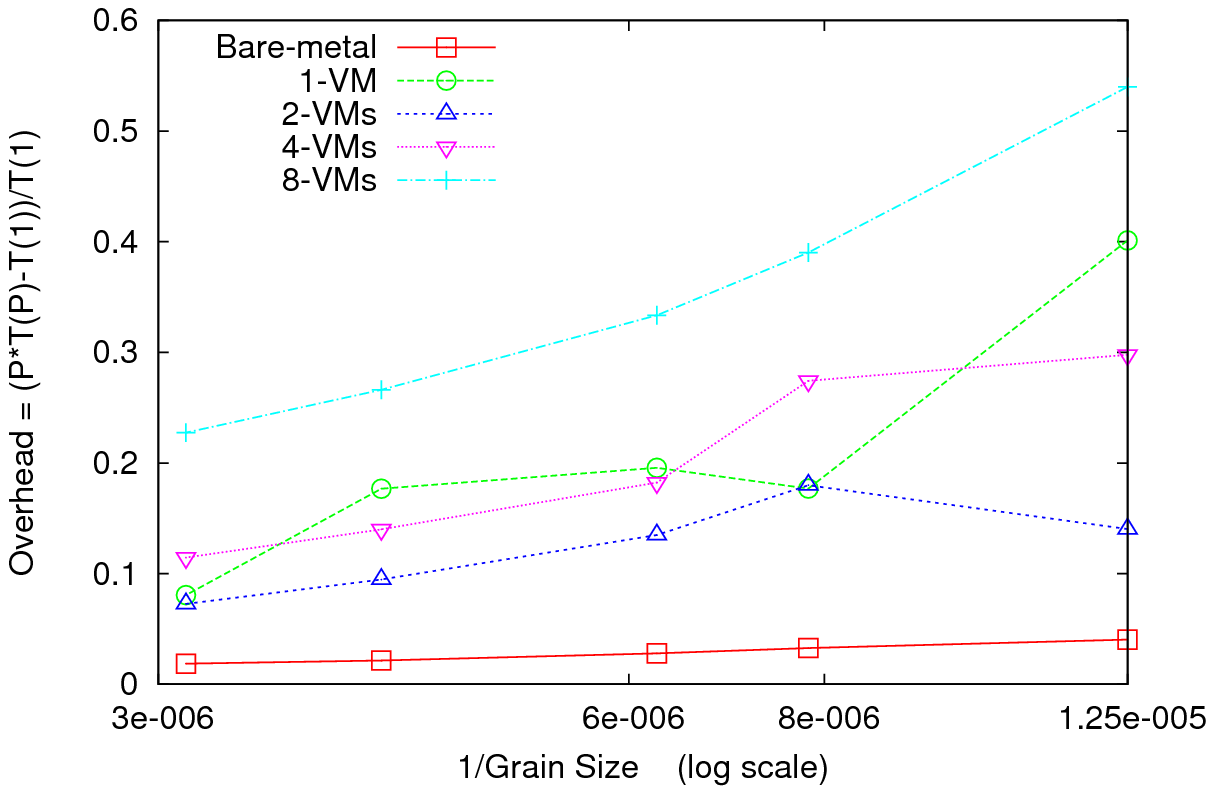 0.6
0.5
0.4
0.3
0.2
0.1
0
Overhead = (P*T(P)-T(1))/T(1)
Bare-metal
1-VM
2-VMs
4-VMs
8-VMs
3e-006 6e-006 8e-006 1.25e-005
1/Grain Size (log scale)